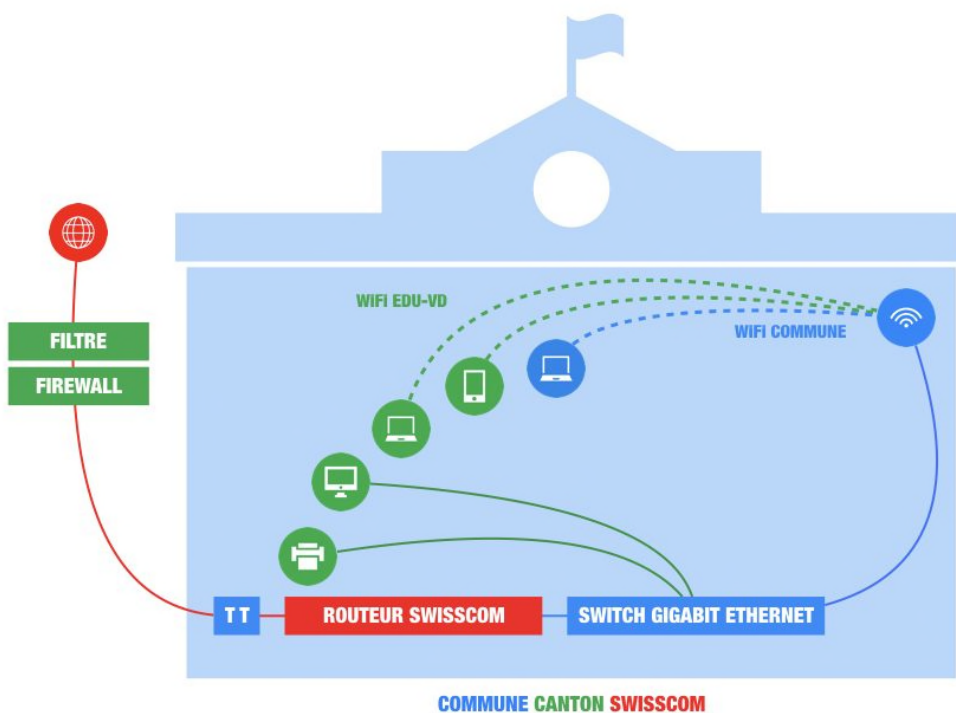 WiFi EDU-VD
WiFi COMMUNE
FILTRE
FIREWALL
T T
ROUTEUR SWISSCOM
SWITCH GIGABIT ETHERNET
COMMUNE CANTON SWISSCOM